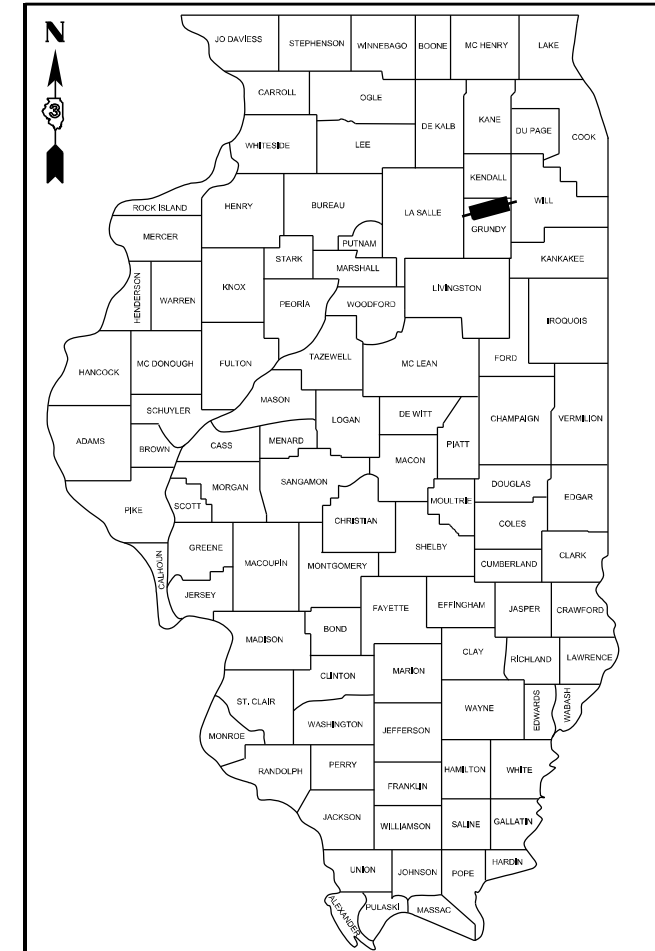 N
3
JO DAVIESS
STEPHENSON
WINNEBAGO
BOONE
MC HENRY
LAKE
CARROLL
OGLE
DE KALB
KANE
DU PAGE
COOK
WHITESIDE
LEE
KENDALL
ROCK ISLAND
HENRY
BUREAU
LA SALLE
WILL
GRUNDY
MERCER
PUTNAM
STARK
MARSHALL
KANKAKEE
HENDERSON
WARREN
KNOX
PEORIA
WOODFORD
LIVINGSTON
IROQUOIS
HANCOCK
MC DONOUGH
FULTON
TAZEWELL
MC LEAN
FORD
SCHUYLER
MASON
LOGAN
DE WITT
PIATT
CHAMPAIGN
VERMILION
ADAMS
BROWN
CASS
MENARD
MACON
PIKE
SCOTT
MORGAN
SANGAMON
CHRISTIAN
MOULTRIE
DOUGLAS
EDGAR
COLES
GREENE
MACOUPIN
MONTGOMERY
SHELBY
CUMBERLAND
CLARK
CALHOUN
JERSEY
FAYETTE
EFFINGHAM
JASPER
CRAWFORD
MADISON
BOND
CLAY
RICHLAND
LAWRENCE
CLINTON
MARION
ST. CLAIR
WAYNE
EDWARDS
WABASH
MONROE
WASHINGTON
JEFFERSON
RANDOLPH
PERRY
HAMILTON
WHITE
FRANKLIN
JACKSON
WILLIAMSON
SALINE
GALLATIN
UNION
JOHNSON
POPE
HARDIN
ALEXANDER
PULASKI
MASSAC